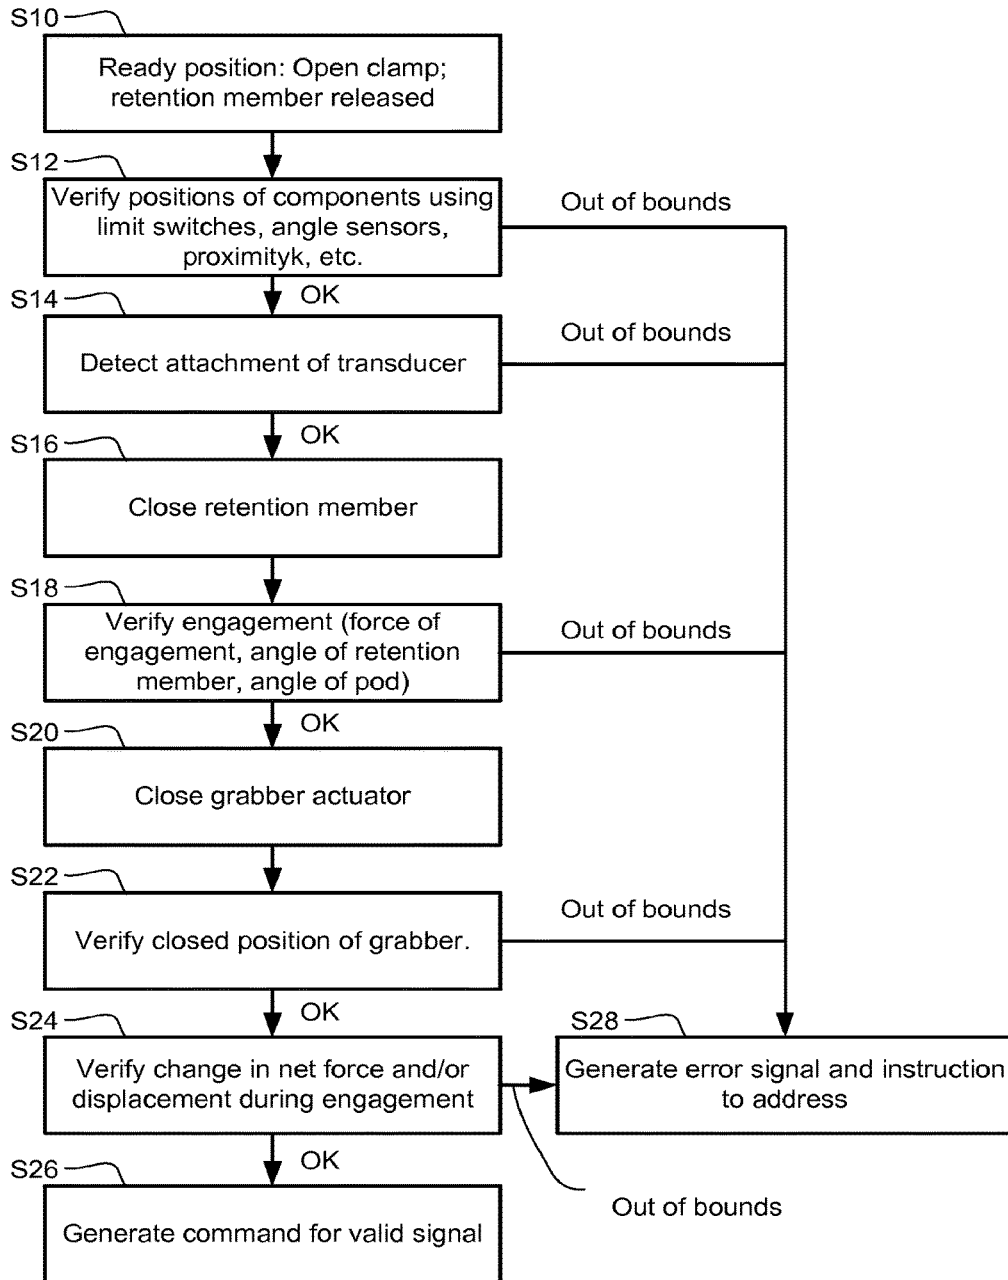 S10
Ready position: Open clamp;
retention member released
S12
Verify positions of components using
limit switches, angle sensors,
proximityk, etc.
Out of bounds
OK
S14
Detect attachment of transducer
Out of bounds
OK
S16
Close retention member
S18
Verify engagement (force of
engagement, angle of retention
member, angle of pod)
Out of bounds
OK
S20
Close grabber actuator
S22
Verify closed position of grabber.
Out of bounds
OK
S24
Verify change in net force and/or
displacement during engagement
S28
Generate error signal and instruction
to address
Out of bounds
OK
S26
Generate command for valid signal